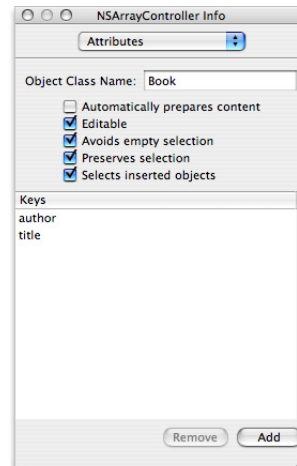 NSArrayController Info
Attributes
Object Class Name: Book
Automatically prepares content
Editable
Avoids empty selection
Preserves selection
Selects inserted objects
Keys
author
title
Remove Add